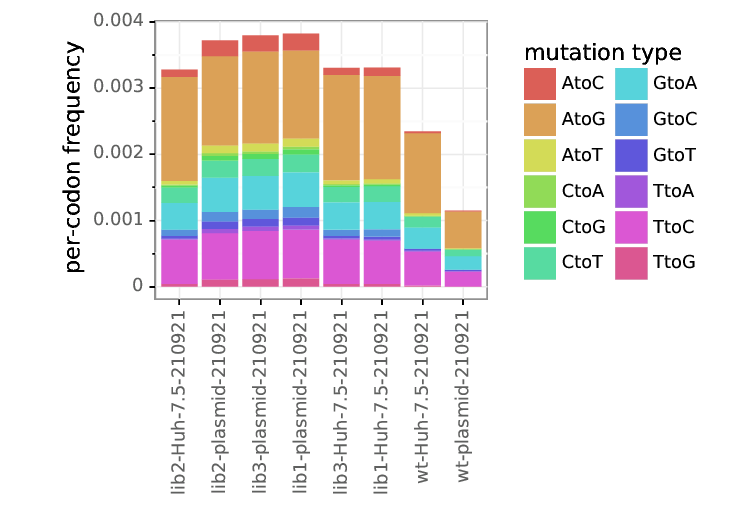 0.004
0.003
0.002
0.001
0
per-codon frequency
lib2-Huh-7.5-210921
lib2-plasmid-210921
lib3-plasmid-210921
lib1-plasmid-210921
lib3-Huh-7.5-210921
lib1-Huh-7.5-210921
wt-Huh-7.5-210921
wt-plasmid-210921
mutation type
AtoC
AtoG
AtoT
CtoA
CtoG
CtoT
GtoA
GtoC
GtoT
TtoA
TtoC
TtoG